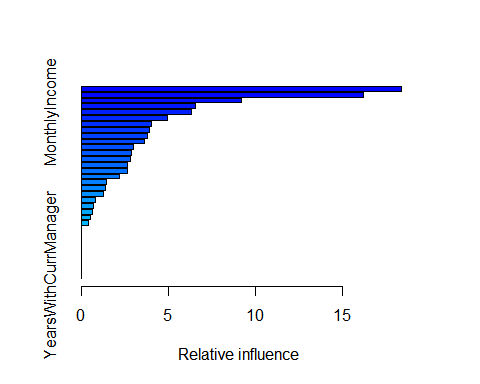 MonthlyIncome
YearsWithCurrManager
0 5 10 15
Relative influence